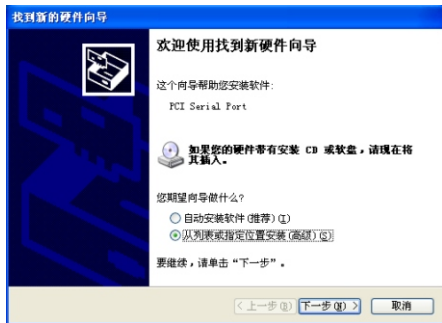 找到新的硬件向导
欢迎使用找到新硬件向导
这个向导帮助您安装软件:
PCI Serial Port
如果您的硬件带有安装 CD 或软盘，请现在将
其插入。
您期望向导做什么?
自动安装软件(推荐)(I)
从列表或指定位置安装(高级)(S)
要继续，请单击“下一步”。
< 上一步(B) 下一步(N) > 取消